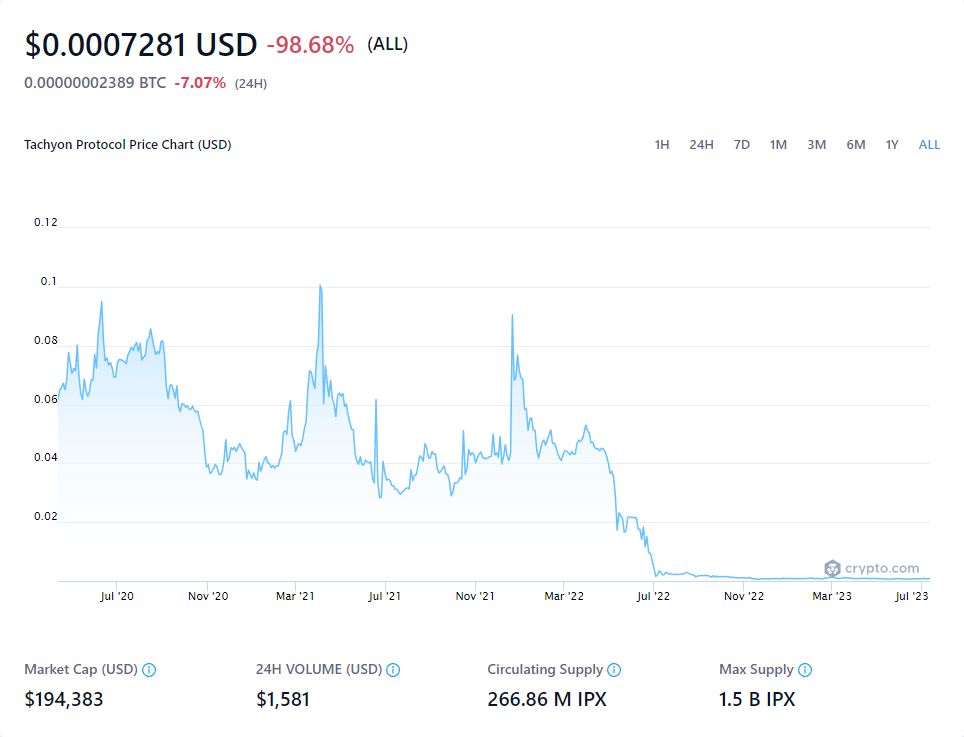 $0.0007281 USD -98.68% (ALL)
0.00000002389 BTC -7.07% (24H)
Tachyon Protocol Price Chart (USD) 1H 24H 7D 1M 3M 6M 1Y ALL
0.12
0.1
0.08
0.06
0.04
0.02
crypto.com
Jul '20 Nov '20 Mar '21 Jul '21 Nov '21 Mar '22 Jul '22 Nov '22 Mar '23 Jul '23
Market Cap (USD) 24H VOLUME (USD) Circulating Supply Max Supply
$194,383 $1,581 266.86 M IPX 1.5 B IPX